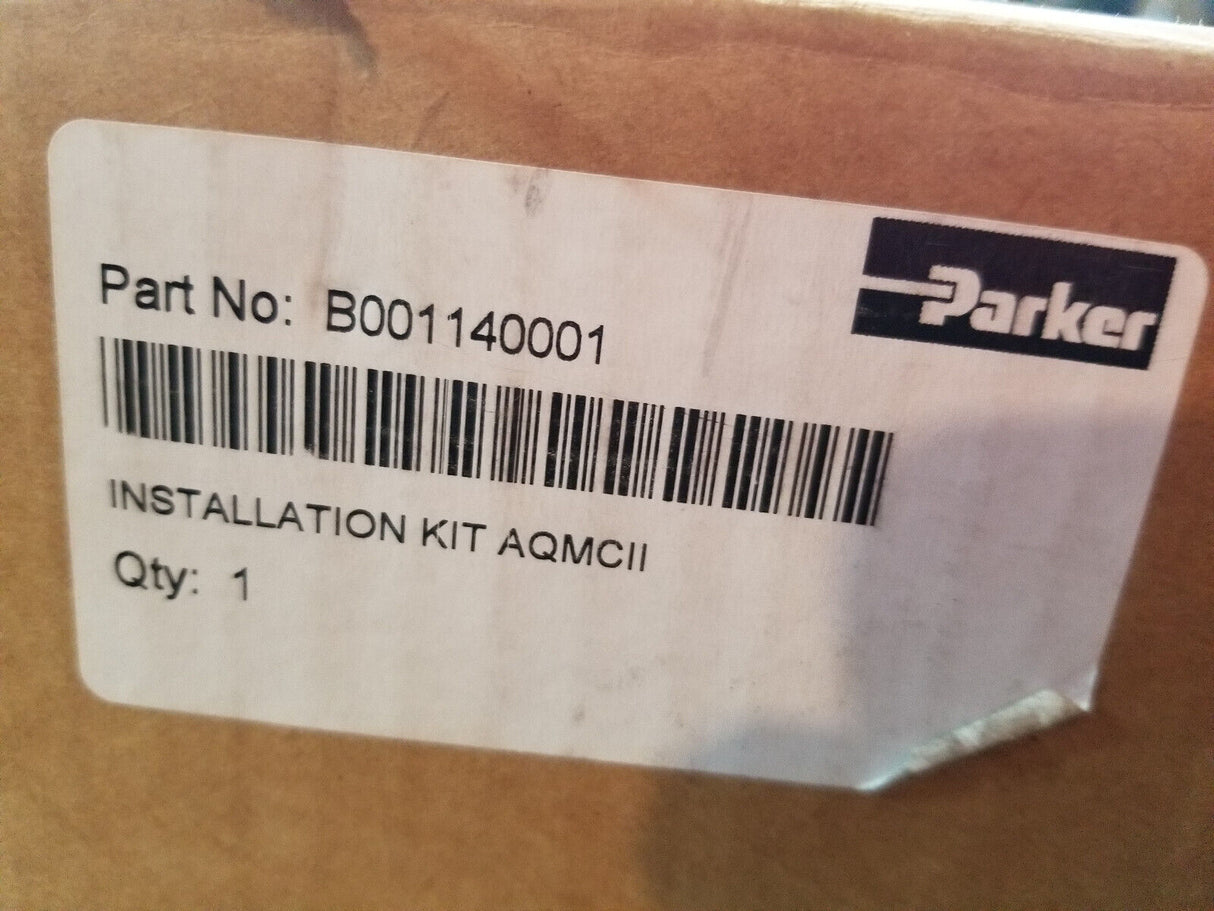 Parker
Part No: B001140001
INSTALLATION KIT AQMCII
Qty: 1